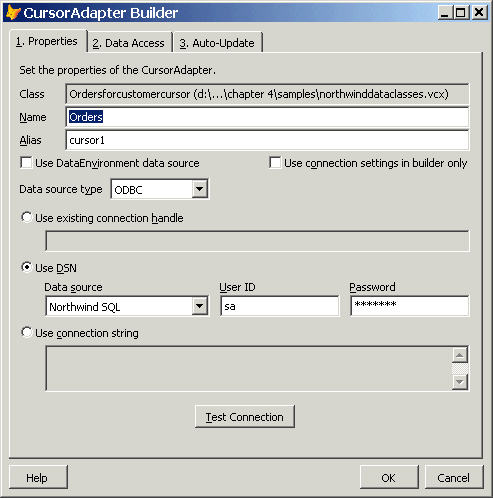 CursorAdapter Builder
1. Properties 2. Data Access 3. Auto-Update
Set the properties of the CursorAdapter.
Class Ordersforcustomercursor (d:\...\chapter 4\samples\northwinddataclasses.vcx)
Name Orders
Alias cursor1
Use DataEnvironment data source Use connection settings in builder only
Data source type ODBC
Use existing connection handle
Use DSN
Data source User ID Password
Northwind SQL sa *******
Use connection string
Test Connection
Help OK Cancel